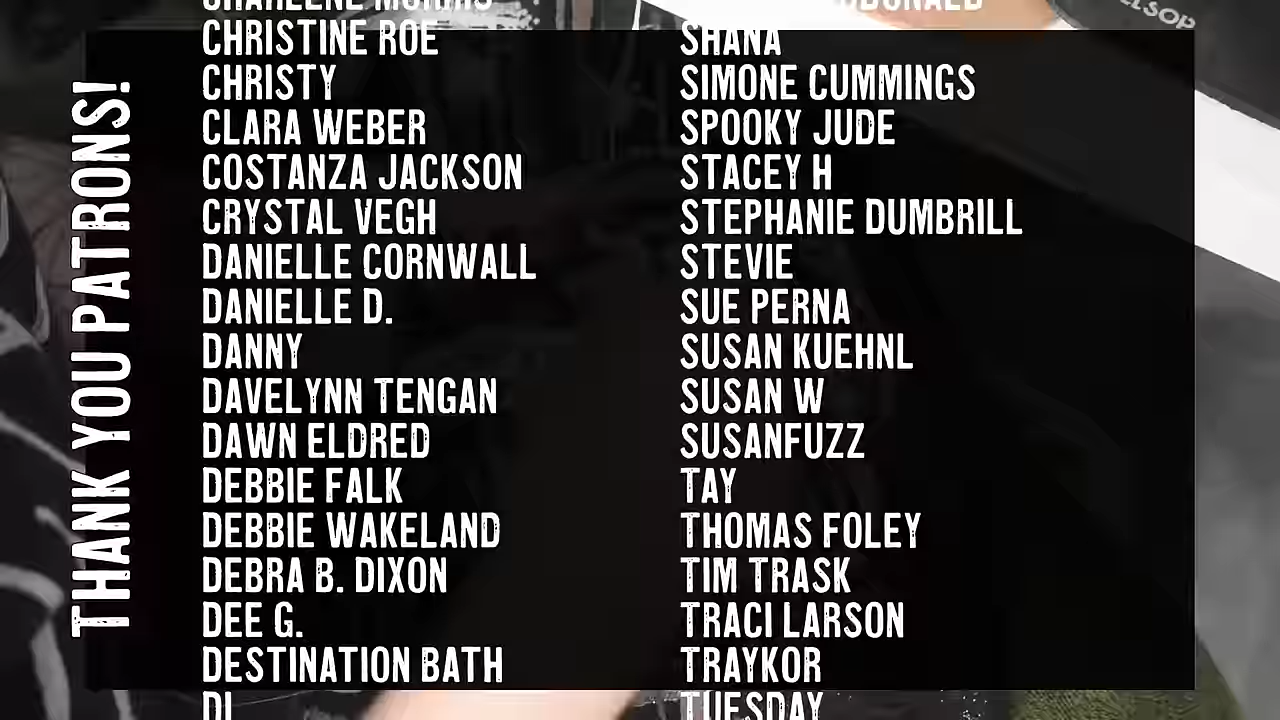 THANK YOU PATRONS!
CHARLENE MORRIS
CHRISTINE ROE
CHRISTY
CLARA WEBER
COSTANZA JACKSON
CRYSTAL VEGH
DANIELLE CORNWALL
DANIELLE D.
DANNY
DAVELYNN TENGAN
DAWN ELDRED
DEBBIE FALK
DEBBIE WAKELAND
DEBRA B. DIXON
DEE G.
DESTINATION BATH
SHANA
SIMONE CUMMINGS
SPOOKY JUDE
STACEY H
STEPHANIE DUMBRILL
STEVIE
SUE PERNA
SUSAN KUEHNL
SUSAN W
SUSANFUZZ
TAY
THOMAS FOLEY
TIM TRASK
TRACI LARSON
TRAYKOR
TUESDAY